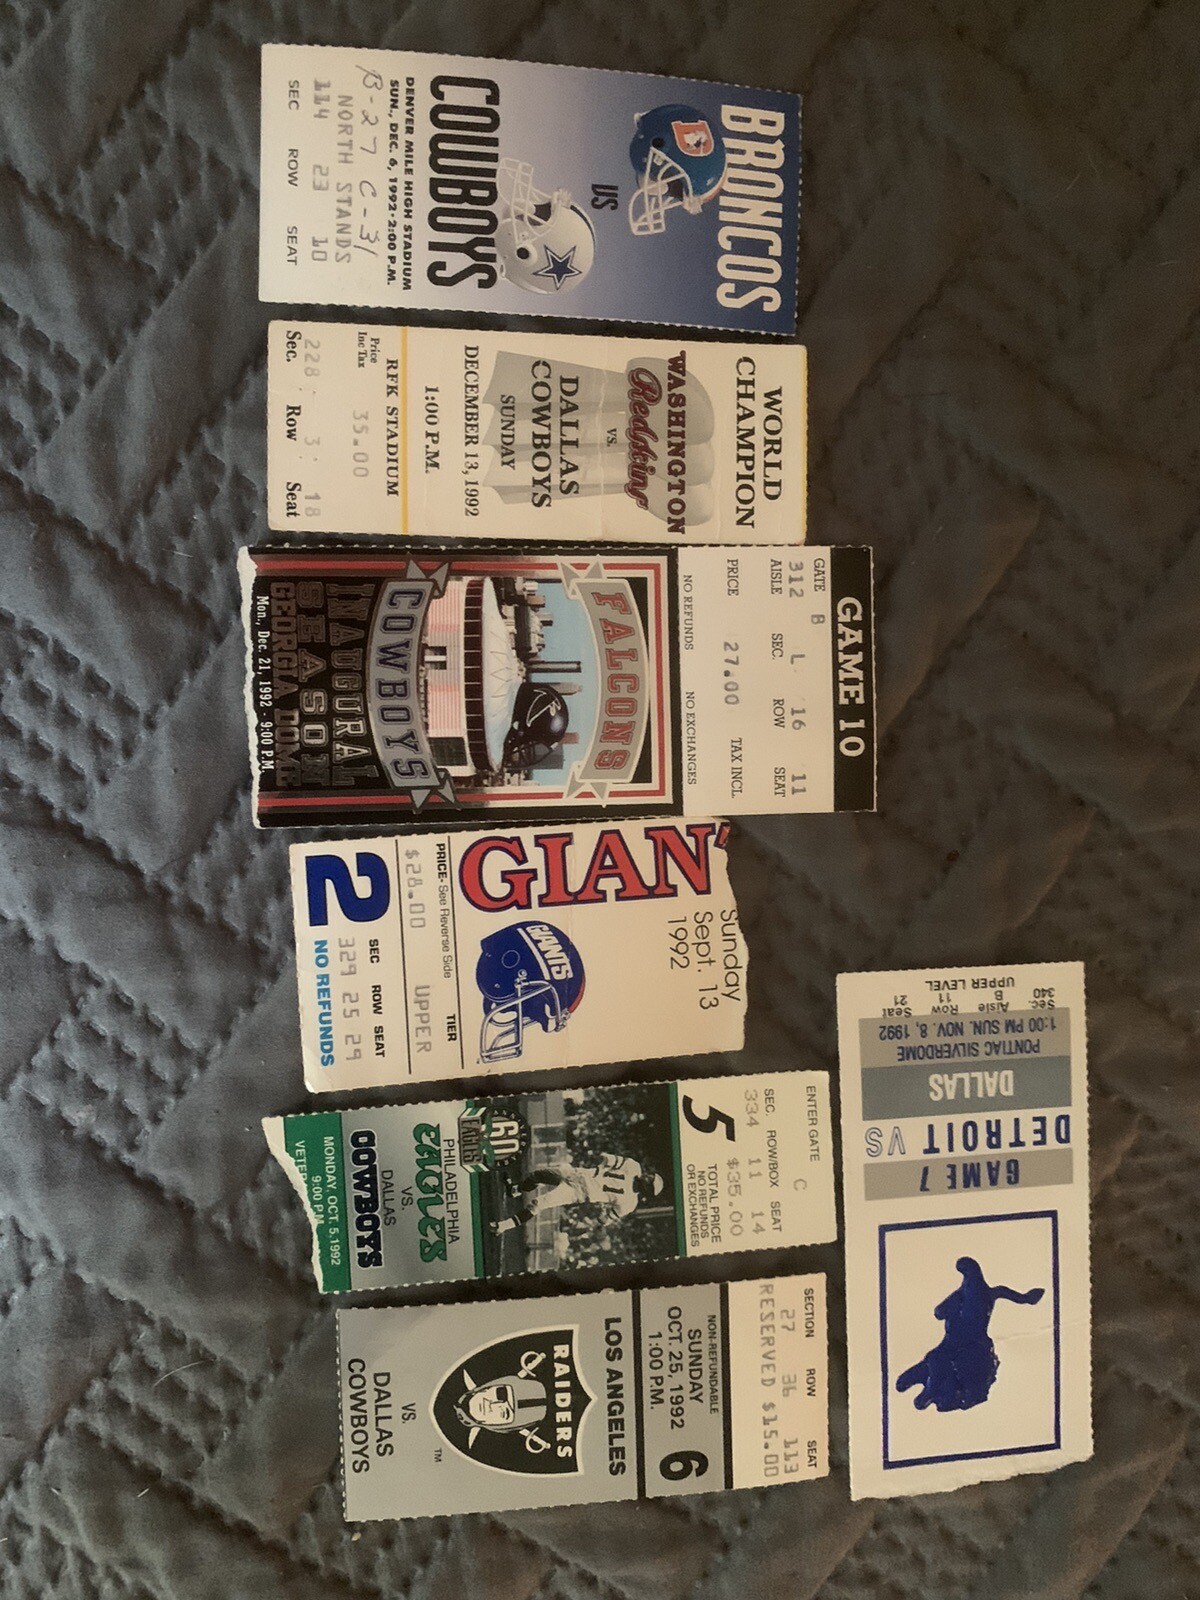 BRONCOS
VS
COWBOYS
DENVER MILE HIGH STADIUM
SUN., DEC. 6, 1992 • 2:00 P.M.
B-27 C-31
NORTH STANDS
114 23 10
SEC ROW SEAT
WORLD
CHAMPION
WASHINGTON
Redskins
VS.
DALLAS
COWBOYS
SUNDAY
DECEMBER 13, 1992
1:00 P.M.
RFK STADIUM
Price
Inc Tax
35.00
228 3 18
Sec. Row Seat
GAME 10
GATE B
312 L 16 11
AISLE SEC. ROW SEAT
PRICE 27.00 TAX INCL.
NO REFUNDS NO EXCHANGES
FALCONS
COWBOYS
INAUGURAL
SEASON
GEORGIA DOME
Mon., Dec. 21, 1992 - 9:00 P.M.
Sunday
Sept. 13
1992
GIAN
GIANTS
TIER
PRICE- See Reverse Side
$28.00 UPPER
SEC ROW SEAT
329 25 29
2 NO REFUNDS
ENTER GATE C
SEC. ROW/BOX SEAT
334 11 14
$35.00
5 TOTAL PRICE
NO REFUNDS
OR EXCHANGES
60
EAGLES
PHILADELPHIA
EAGLES
VS.
DALLAS
COWBOYS
MONDAY, OCT. 5, 1992
9:00 P.M.
VETER
SECTION ROW SEAT
27 36 113
RESERVED $15.00
NON-REFUNDABLE
SUNDAY
OCT. 25, 1992
1:00 P.M.
6
LOS ANGELES
RAIDERS
TM
VS.
DALLAS
COWBOYS
GAME 7
DETROIT VS
DALLAS
PONTIAC SILVERDOME
1:00 PM SUN. NOV. 8, 1992
Sec. Aisle Row Seat
340 B 11 21
UPPER LEVEL